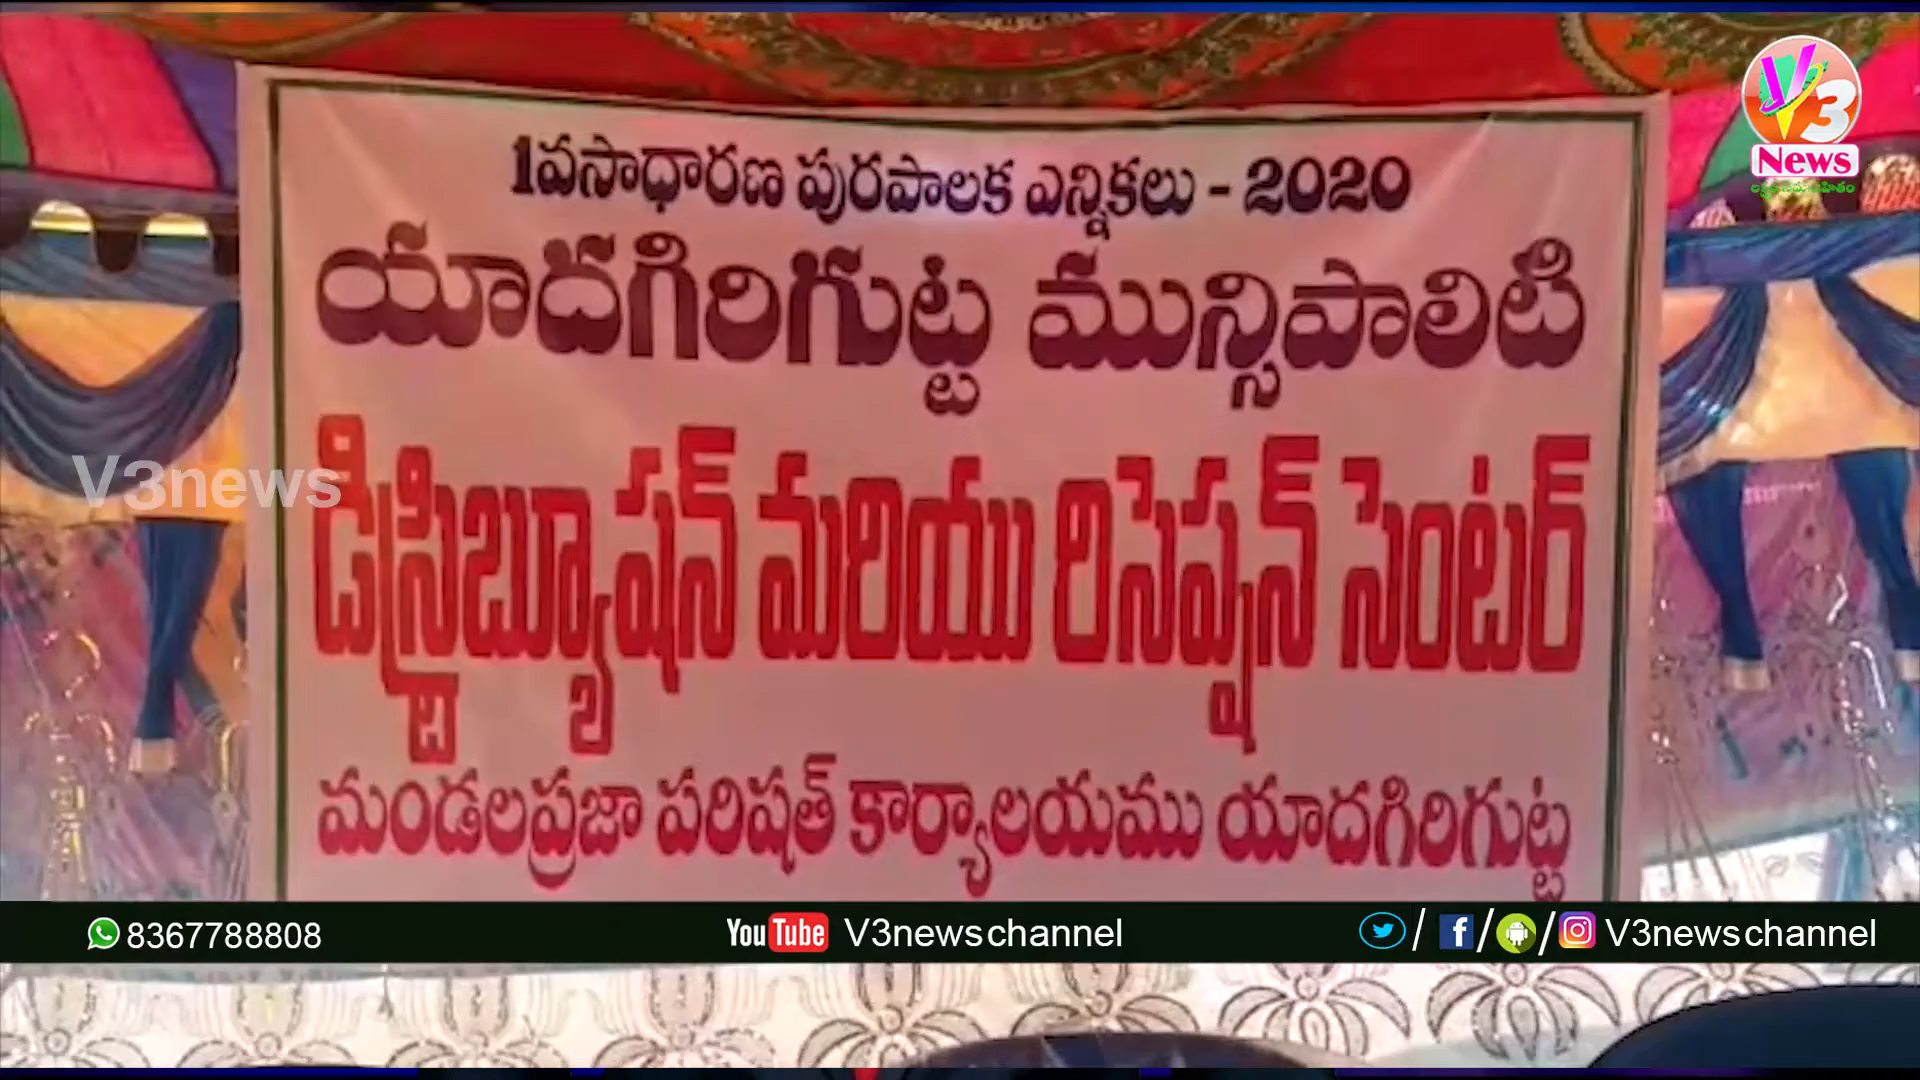 V3
News
1వసాధారణ పురపాలక ఎన్నికలు - 2020
యాదగిరిగుట్ట మున్సిపాలిటి
డిస్ట్రిబ్యూషన్ మరియు రిసెప్షన్ సెంటర్
V3news
మండలప్రజా పరిషత్ కార్యాలయము యాదగిరిగుట్ట
8367788808 YouTube V3newschannel / / / V3newschannel